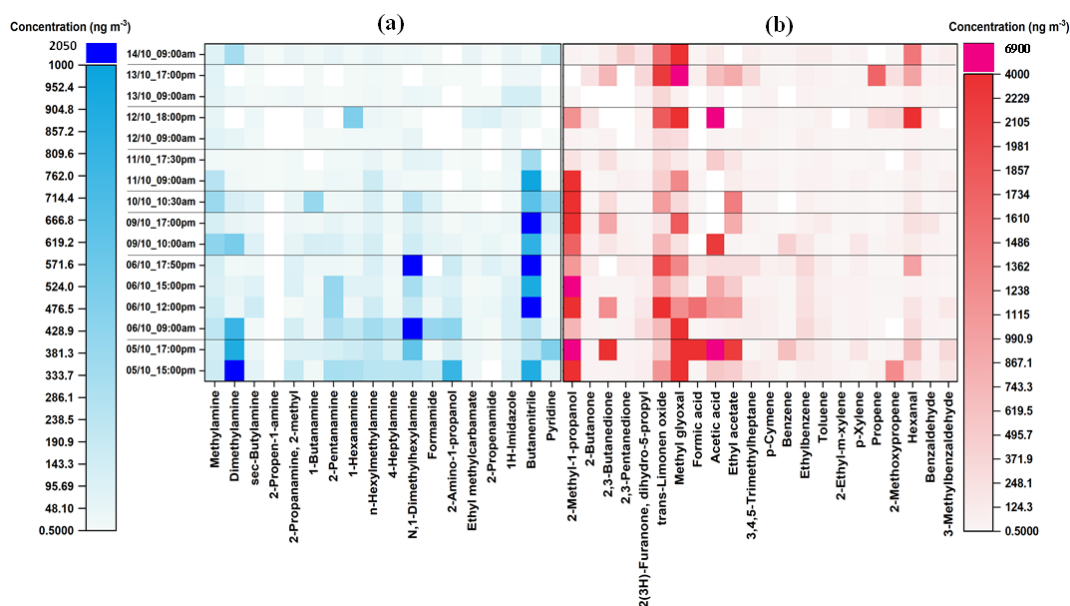 (a)
(b)
Concentration (ng m-3)
Concentration (ng m-3)
2050
1000
952.4
904.8
857.2
809.6
762.0
714.4
666.8
619.2
571.6
524.0
476.5
428.9
381.3
333.7
286.1
238.5
190.9
143.3
95.69
48.10
0.5000
14/10_09:00am
13/10_17:00pm
13/10_09:00am
12/10_18:00pm
12/10_09:00am
11/10_17:30pm
11/10_09:00am
10/10_10:30am
09/10_17:00pm
09/10_10:00am
06/10_17:50pm
06/10_15:00pm
06/10_12:00pm
06/10_09:00am
05/10_17:00pm
05/10_15:00pm
6900
4000
2229
2105
1981
1857
1734
1610
1486
1362
1238
1115
990.9
867.1
743.3
619.5
495.7
371.9
248.1
124.3
0.5000
Methylamine
Dimethylamine
sec-Butylamine
2-Propen-1-amine
2-Propanamine, 2-methyl
1-Butanamine
2-Pentanamine
1-Hexanamine
n-Hexylmethylamine
4-Heptylamine
N,1-Dimethylhexylamine
Formamide
2-Amino-1-propanol
Ethyl methylcarbamate
2-Propenamide
1H-Imidazole
Butanenitrile
Pyridine
2-Methyl-1-propanol
2-Butanone
2,3-Butanedione
2,3-Pentanedione
2(3H)-Furanone, dihydro-5-propyl
trans-Limonen oxide
Methyl glyoxal
Formic acid
Acetic acid
Ethyl acetate
3,4,5-Trimethylheptane
p-Cymene
Benzene
Ethylbenzene
Toluene
2-Ethyl-m-xylene
p-Xylene
Propene
2-Methoxypropene
Hexanal
Benzaldehyde
3-Methylbenzaldehyde